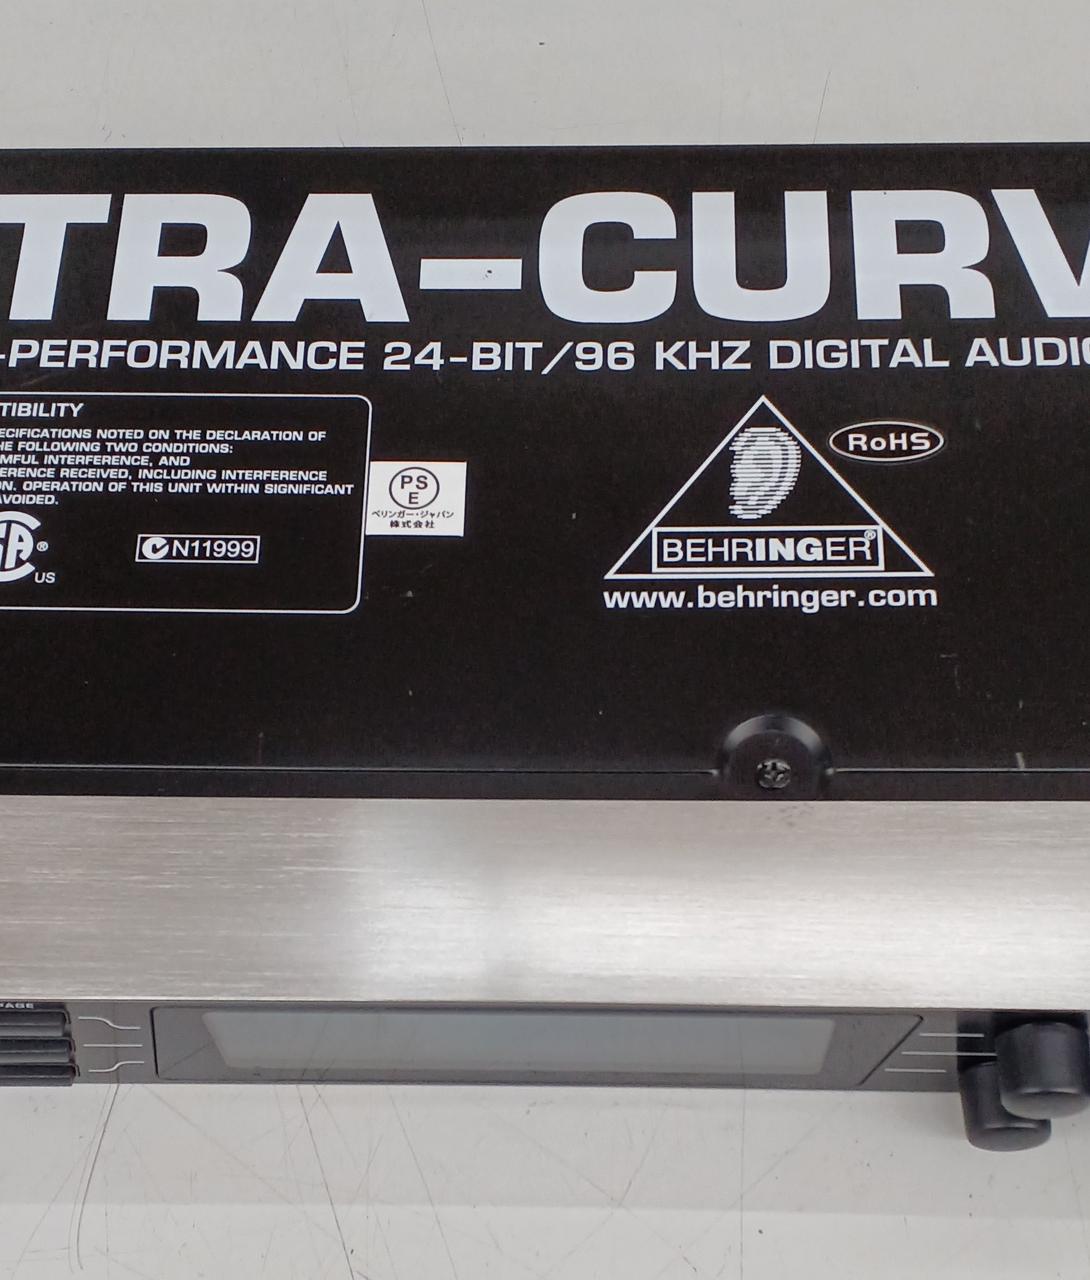 TRA-CURV
-PERFORMANCE 24-BIT/96 KHZ DIGITAL AUDIO
TIBILITY
ECIFICATIONS NOTED ON THE DECLARATION OF
HE FOLLOWING TWO CONDITIONS:
MFUL INTERFERENCE, AND
ERENCE RECEIVED, INCLUDING INTERFERENCE
ON. OPERATION OF THIS UNIT WITHIN SIGNIFICANT
AVOIDED.
SA®
US
N11999
PS
E
ベリンガー・ジャパン
株式会社
RoHS
BEHRINGER®
www.behringer.com
PAGE